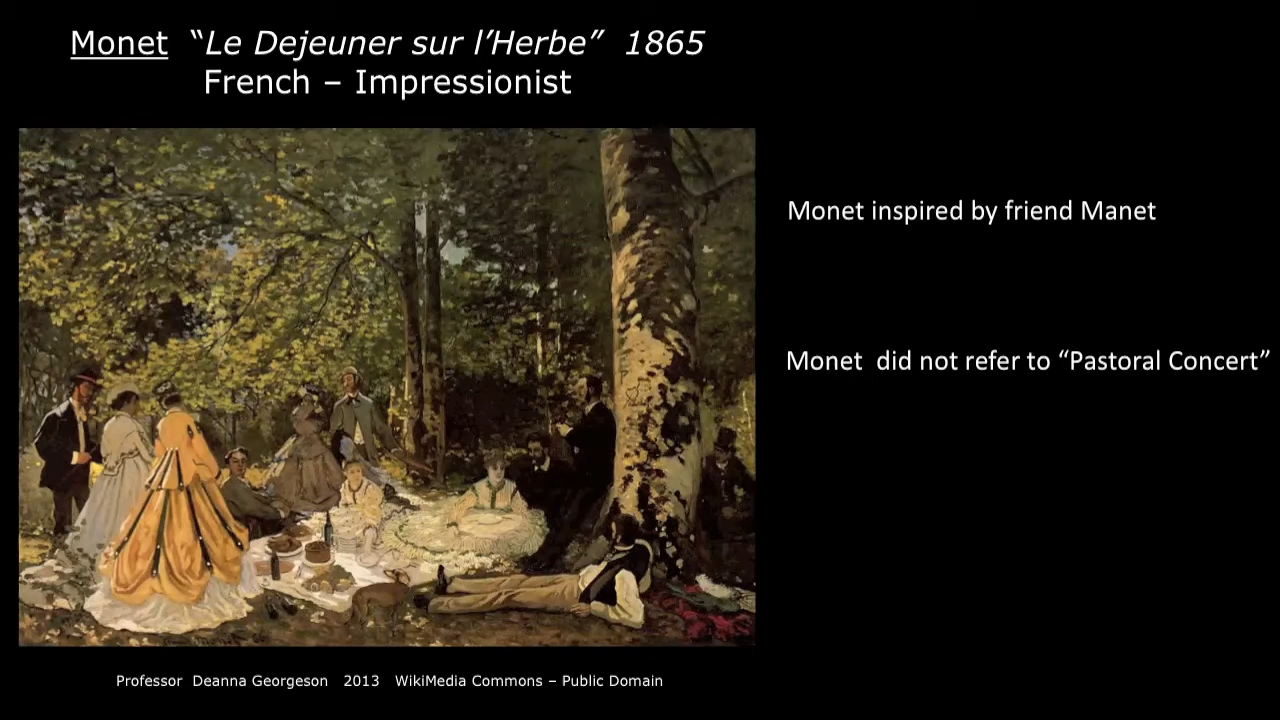 Monet “Le Dejeuner sur l’Herbe” 1865
French – Impressionist
Monet inspired by friend Manet
Monet did not refer to “Pastoral Concert”
Professor Deanna Georgeson 2013 WikiMedia Commons – Public Domain